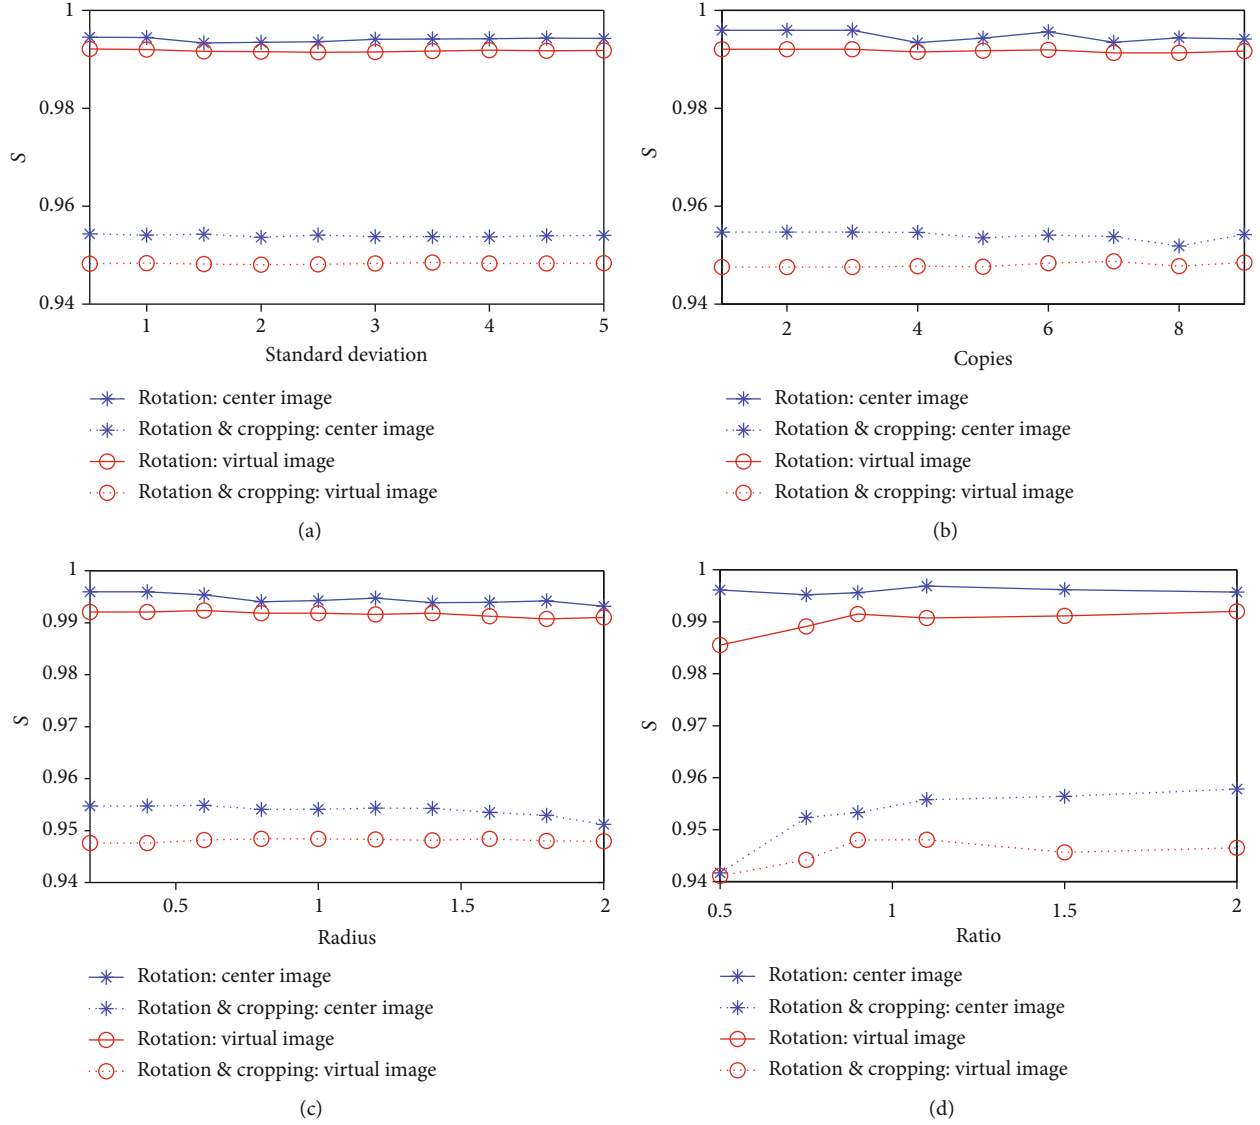 1
0.98
0.96
0.94
S
1 2 3 4 5
Standard deviation
Rotation: center image
Rotation & cropping: center image
Rotation: virtual image
Rotation & cropping: virtual image
(a)
1
0.98
0.96
0.94
S
2 4 6 8
Copies
Rotation: center image
Rotation & cropping: center image
Rotation: virtual image
Rotation & cropping: virtual image
(b)
1
0.99
0.98
0.97
0.96
0.95
0.94
S
0.5 1 1.5 2
Radius
Rotation: center image
Rotation & cropping: center image
Rotation: virtual image
Rotation & cropping: virtual image
(c)
1
0.99
0.98
0.97
0.96
0.95
0.94
S
0.5 1 1.5 2
Ratio
Rotation: center image
Rotation & cropping: center image
Rotation: virtual image
Rotation & cropping: virtual image
(d)